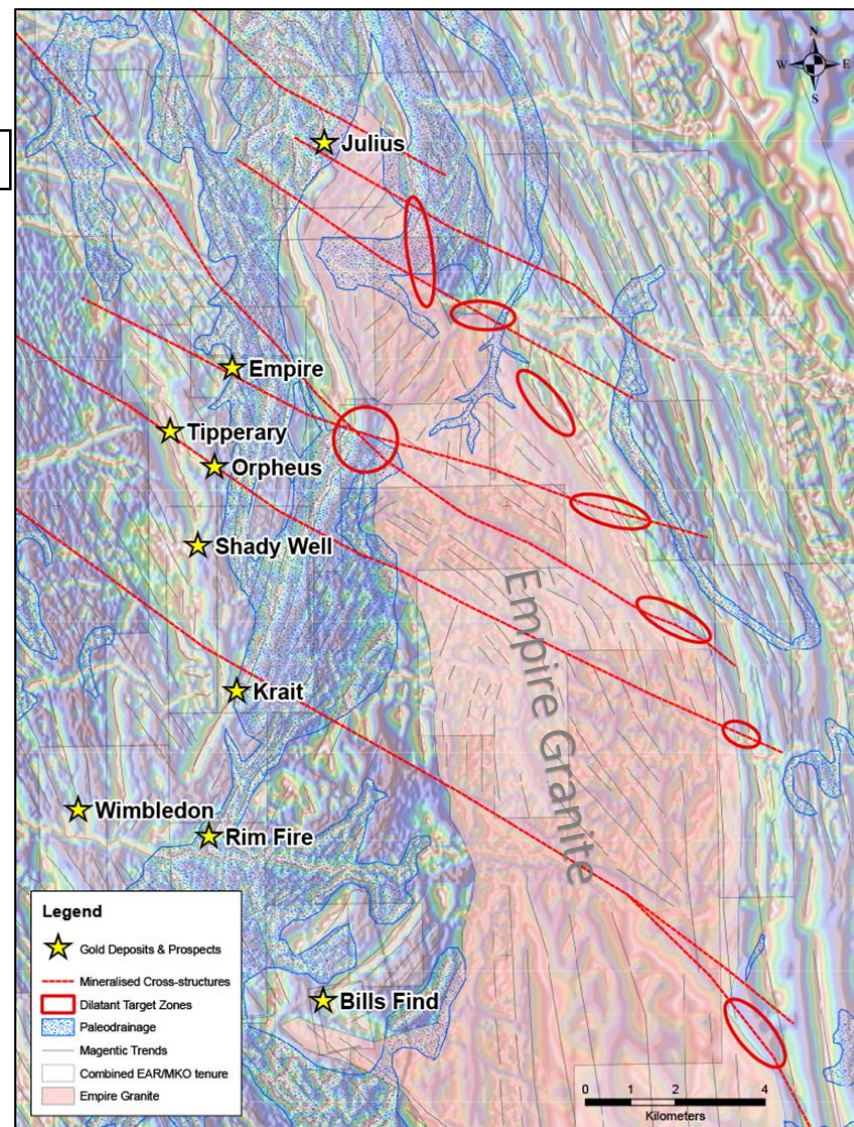 N
W E
S
Julius
Empire
Tipperary
Orpheus
Shady Well
Empire Granite
Krait
Wimbledon
Rim Fire
Bills Find
Legend
Gold Deposits & Prospects
Mineralised Cross-structures
Dilatant Target Zones
Paleodrainage
Magentic Trends
Combined EAR/MKO tenure
Empire Granite
0 1 2 4
Kilometers